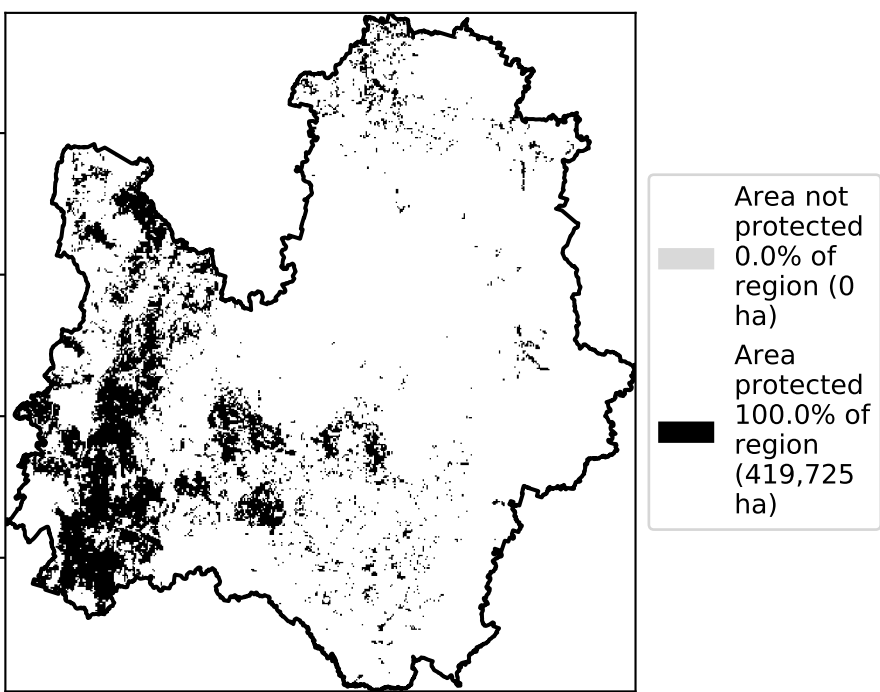 Area not
protected
0.0% of
region (0
ha)
Area
protected
100.0% of
region
(419,725
ha)